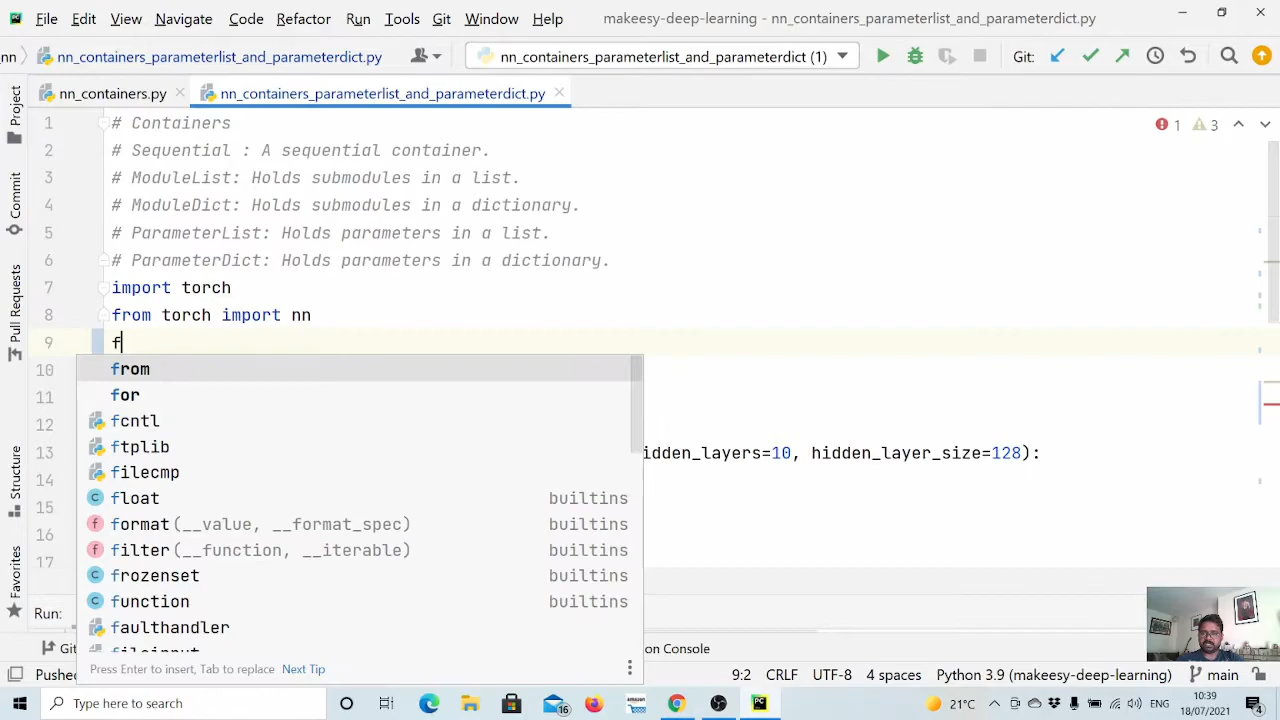 File Edit View Navigate Code Refactor Run Tools Git Window Help makeesy-deep-learning - nn_containers_parameterlist_and_parameterdict.py
nn nn_containers_parameterlist_and_parameterdict.py nn_containers_parameterlist_and_parameterdict (1) Git:
nn_containers.py nn_containers_parameterlist_and_parameterdict.py
Project
Commit
Pull Requests
Structure
Favorites
1 # Containers
1 3
2 # Sequential : A sequential container.
3 # ModuleList: Holds submodules in a list.
4 # ModuleDict: Holds submodules in a dictionary.
5 # ParameterList: Holds parameters in a list.
6 # ParameterDict: Holds parameters in a dictionary.
7 import torch
8 from torch import nn
9 f
10
11
12
13 idden_layers=10, hidden_layer_size=128):
14
15
16
17
from
for
fcntl
ftplib
filecmp
float builtins
format(__value, __format_spec) builtins
filter(__function, __iterable) builtins
frozenset builtins
function builtins
faulthandler
fileinput
Press Enter to insert, Tab to replace Next Tip
Run:
Git on Console
Pushe 9:2 CRLF UTF-8 4 spaces Python 3.9 (makeesy-deep-learning) main
Type here to search 16 amazon PC 21°C ENG 10:39 18/07/2021 4